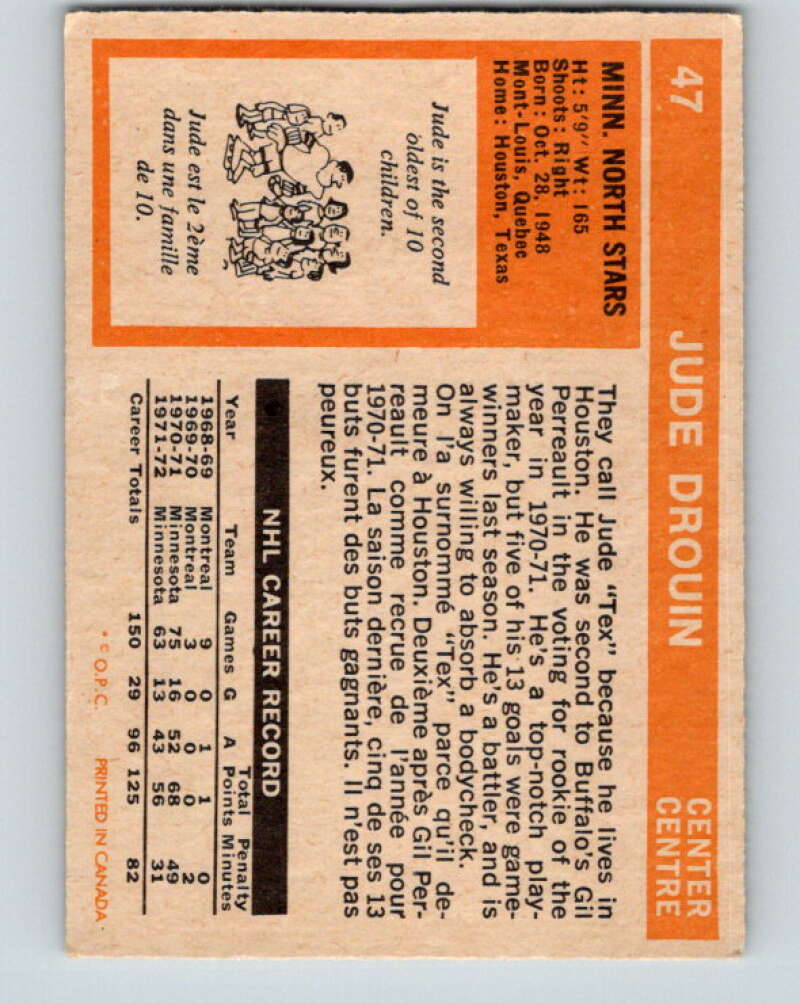 47 JUDE DROUIN CENTER
CENTRE
MINN. NORTH STARS
Ht: 5'9" Wt: 165
Shoots: Right
Born: Oct. 28, 1948
Mont-Louis, Quebec
Home: Houston, Texas
Jude is the second
oldest of 10
children.
Jude est le 2ème
dans une famille
de 10.
They call Jude "Tex" because he lives in
Houston. He was second to Buffalo's Gil
Perreault in the voting for rookie of the
year in 1970-71. He's a top-notch play-
maker, but five of his 13 goals were game-
winners last season. He's a battler, and is
always willing to absorb a bodycheck.
On l'a surnommé "Tex" parce qu'il de-
meure à Houston. Deuxième après Gil Per-
reault comme recrue de l'année pour
1970-71. La saison dernière, cinq de ses 13
buts furent des buts gagnants. Il n'est pas
peureux.
NHL CAREER RECORD
Total Penalty
Year Team Games G A Points Minutes
1968-69 Montreal 9 0 1 1 0
1969-70 Montreal 3 0 0 0 2
1970-71 Minnesota 75 16 52 68 49
1971-72 Minnesota 63 13 43 56 31
Career Totals 150 29 96 125 82
* © O.P.C. PRINTED IN CANADA